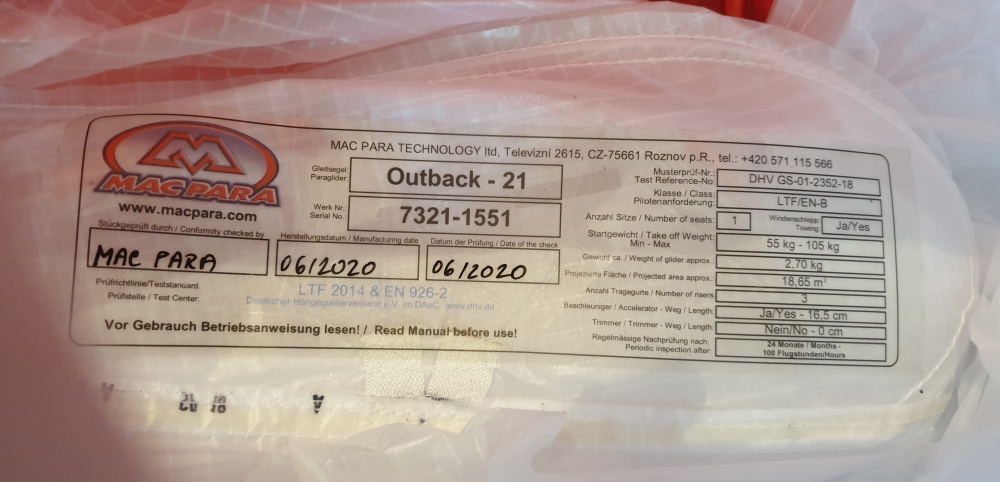 MAC PARA TECHNOLOGY ltd, Televizní 2615, CZ-75661 Roznov p.R., tel.: +420 571 115 566
MAC PARA
www.macpara.com
Gleitsegel
Paraglider: Outback - 21
Werk Nr.:
Serial No.: 7321-1551
Stückgeprüft durch / Conformity checked by
MAC PARA
Herstellungsdatum / Manufacturing date
06/2020
Datum der Prüfung / Date of the check
06/2020
Prüfrichtlinie/Teststandard: LTF 2014 & EN 926-2
Prüfstelle / Test Center: Deutscher Hängegleiterverband e.V. im DAeC, www.dhv.de
Vor Gebrauch Betriebsanweisung lesen! / Read Manual before use!
Musterprüf-Nr.:
Test Reference-No: DHV GS-01-2352-18
Klasse / Class:
Pilotenanforderung: LTF/EN-B
Anzahl Sitze / Number of seats: 1 Windenschlepp: Towing: Ja/Yes
Startgewicht / Take off Weight:
Min - Max 55 kg - 105 kg
Gewicht ca. / Weight of glider approx.: 2,70 kg
Projizierte Fläche / Projected area approx.: 18,65 m²
Anzahl Tragegurte / Number of risers: 3
Beschleuniger / Accelerator - Weg / Length: Ja/Yes - 16,5 cm
Trimmer / Trimmer - Weg / Length: Nein/No - 0 cm
Regelmässige Nachprüfung nach:
Periodic inspection after: 24 Monate / Months -
100 Flugstunden/Hours